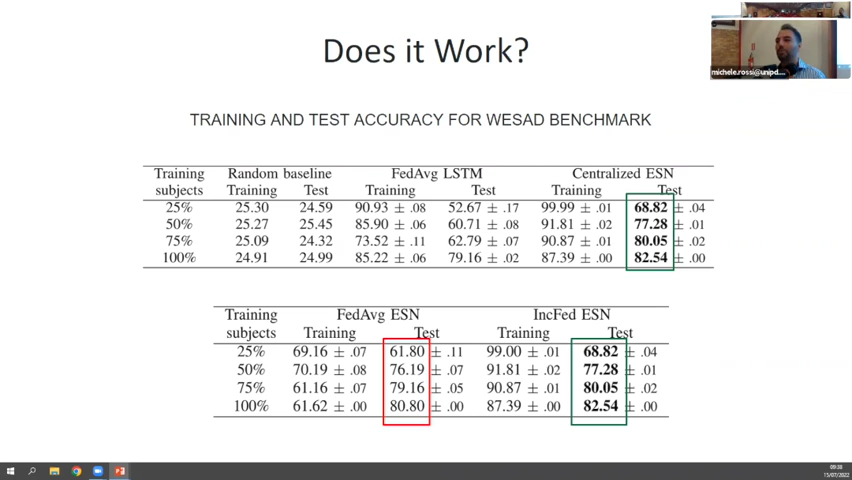 michele.rossi@unipd....
Does it Work?
TRAINING AND TEST ACCURACY FOR WESAD BENCHMARK
Training Random baseline FedAvg LSTM Centralized ESN
subjects Training Test Training Test Training Test
25% 25.30 24.59 90.93 ± .08 52.67 ± .17 99.99 ± .01 68.82 ± .04
50% 25.27 25.45 85.90 ± .06 60.71 ± .08 91.81 ± .02 77.28 ± .01
75% 25.09 24.32 73.52 ± .11 62.79 ± .07 90.87 ± .01 80.05 ± .02
100% 24.91 24.99 85.22 ± .06 79.16 ± .02 87.39 ± .00 82.54 ± .00
Training FedAvg ESN IncFed ESN
subjects Training Test Training Test
25% 69.16 ± .07 61.80 ± .11 99.00 ± .01 68.82 ± .04
50% 70.19 ± .08 76.19 ± .07 91.81 ± .02 77.28 ± .01
75% 61.16 ± .07 79.16 ± .05 90.87 ± .01 80.05 ± .02
100% 61.62 ± .00 80.80 ± .00 87.39 ± .00 82.54 ± .00
09:38
15/07/2022